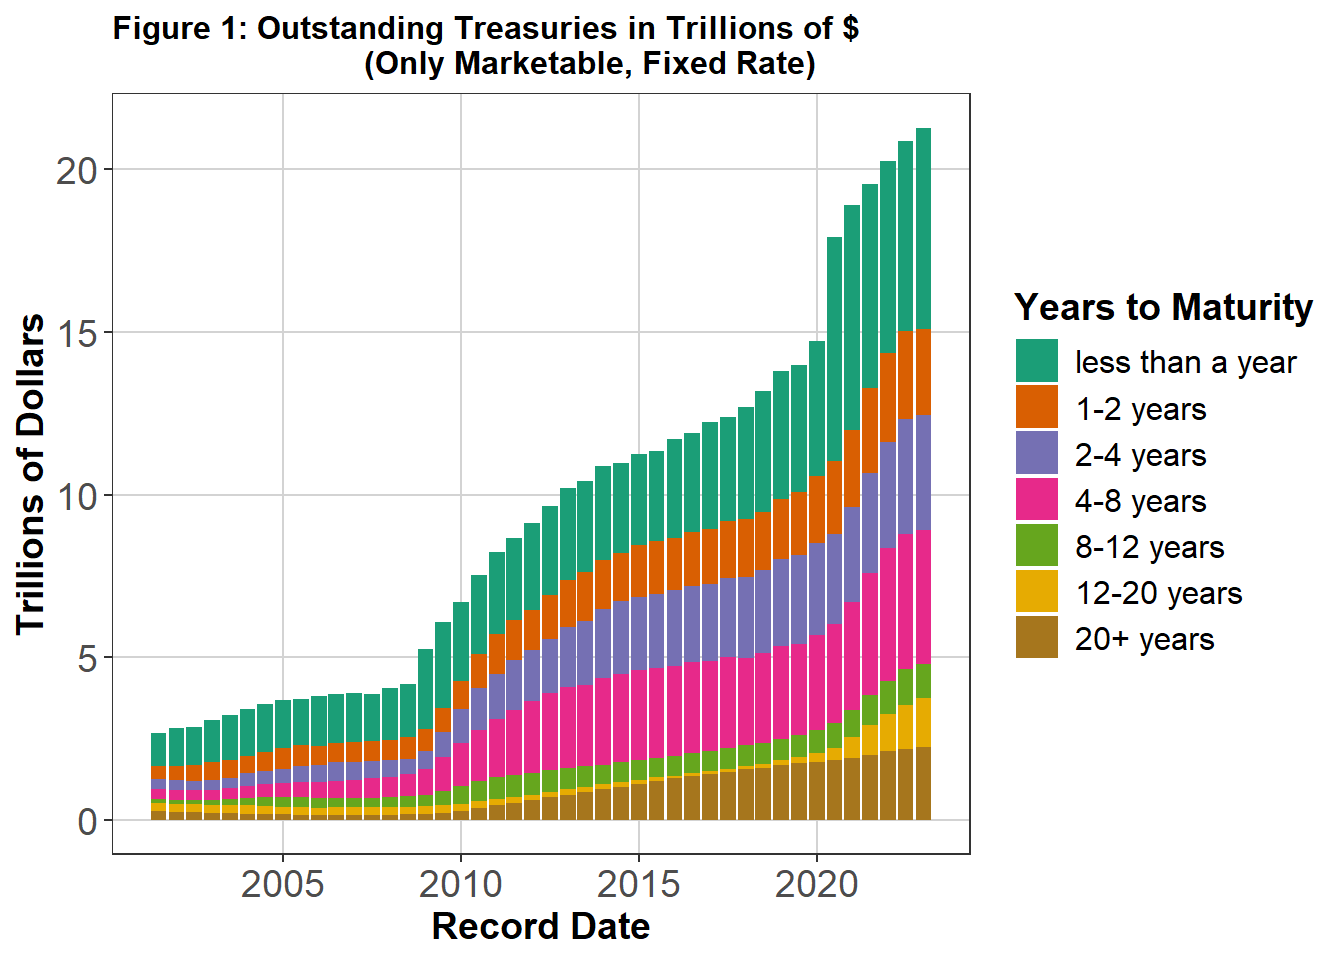 Figure 1: Outstanding Treasuries in Trillions of $
(Only Marketable, Fixed Rate)
Trillions of Dollars
20
15
10
5
0
2005 2010 2015 2020
Record Date
Years to Maturity
less than a year
1-2 years
2-4 years
4-8 years
8-12 years
12-20 years
20+ years